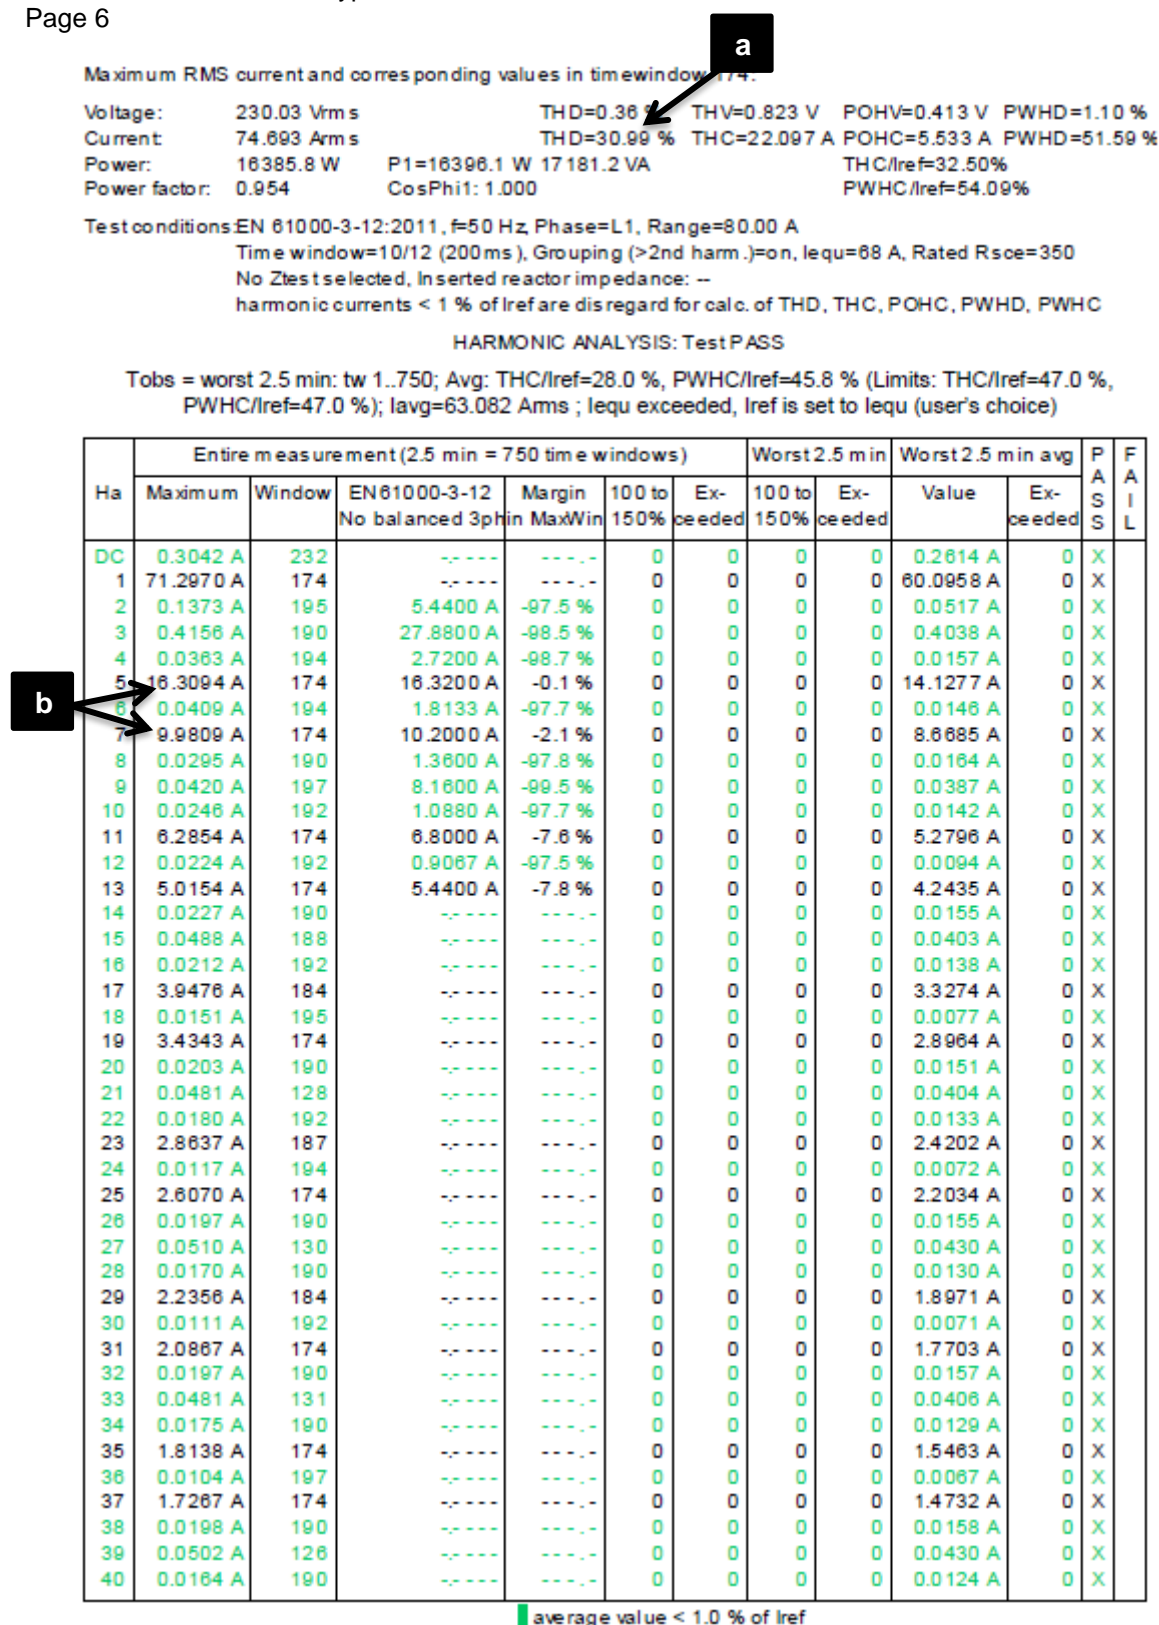 Page 6
a
Maximum RMS current and corresponding values in timewindow 174:
Voltage: 230.03 Vrms THD=0.36 % THV=0.823 V POHV=0.413 V PWHD=1.10 %
Current: 74.693 Arms THD=30.99 % THC=22.097 A POHC=5.533 A PWHD=51.59 %
Power: 16385.8 W P1=16396.1 W 17181.2 VA THC/Iref=32.50%
Power factor: 0.954 CosPhi1: 1.000 PWHC/Iref=54.09%
Test conditions: EN 61000-3-12:2011, f=50 Hz, Phase=L1, Range=80.00 A
Time window=10/12 (200ms), Grouping (>2nd harm.)=on, Iequ=68 A, Rated Rsce=350
No Ztest selected, Inserted reactor impedance: --
harmonic currents < 1 % of Iref are disregard for calc. of THD, THC, POHC, PWHD, PWHC
HARMONIC ANALYSIS: Test PASS
Tobs = worst 2.5 min: tw 1..750; Avg: THC/Iref=28.0 %, PWHC/Iref=45.8 % (Limits: THC/Iref=47.0 %,
PWHC/Iref=47.0 %); Iavg=63.082 Arms ; Iequ exceeded, Iref is set to Iequ (user's choice)
Entire measurement (2.5 min = 750 time windows) Worst 2.5 min Worst 2.5 min avg PASS FAIL
Ha Maximum Window EN61000-3-12 Margin 100 to Ex- 100 to Ex- Value Ex-
No balanced 3ph in MaxWin 150% ceeded 150% ceeded ceeded
DC 0.3042 A 232 -.---- ---.- 0 0 0 0 0.2614 A 0 X
1 71.2970 A 174 -.---- ---.- 0 0 0 0 60.0958 A 0 X
2 0.1373 A 195 5.4400 A -97.5 % 0 0 0 0 0.0517 A 0 X
3 0.4156 A 190 27.8800 A -98.5 % 0 0 0 0 0.4038 A 0 X
4 0.0363 A 194 2.7200 A -98.7 % 0 0 0 0 0.0157 A 0 X
5 16.3094 A 174 16.3200 A -0.1 % 0 0 0 0 14.1277 A 0 X
b
6 0.0409 A 194 1.8133 A -97.7 % 0 0 0 0 0.0146 A 0 X
7 9.9809 A 174 10.2000 A -2.1 % 0 0 0 0 8.6685 A 0 X
8 0.0295 A 190 1.3600 A -97.8 % 0 0 0 0 0.0164 A 0 X
9 0.0420 A 197 8.1600 A -99.5 % 0 0 0 0 0.0387 A 0 X
10 0.0246 A 192 1.0880 A -97.7 % 0 0 0 0 0.0142 A 0 X
11 6.2854 A 174 6.8000 A -7.6 % 0 0 0 0 5.2796 A 0 X
12 0.0224 A 192 0.9067 A -97.5 % 0 0 0 0 0.0094 A 0 X
13 5.0154 A 174 5.4400 A -7.8 % 0 0 0 0 4.2435 A 0 X
14 0.0227 A 190 -.---- ---.- 0 0 0 0 0.0155 A 0 X
15 0.0488 A 188 -.---- ---.- 0 0 0 0 0.0403 A 0 X
16 0.0212 A 192 -.---- ---.- 0 0 0 0 0.0138 A 0 X
17 3.9476 A 184 -.---- ---.- 0 0 0 0 3.3274 A 0 X
18 0.0151 A 195 -.---- ---.- 0 0 0 0 0.0077 A 0 X
19 3.4343 A 174 -.---- ---.- 0 0 0 0 2.8964 A 0 X
20 0.0203 A 190 -.---- ---.- 0 0 0 0 0.0151 A 0 X
21 0.0481 A 128 -.---- ---.- 0 0 0 0 0.0404 A 0 X
22 0.0180 A 192 -.---- ---.- 0 0 0 0 0.0133 A 0 X
23 2.8637 A 187 -.---- ---.- 0 0 0 0 2.4202 A 0 X
24 0.0117 A 194 -.---- ---.- 0 0 0 0 0.0072 A 0 X
25 2.6070 A 174 -.---- ---.- 0 0 0 0 2.2034 A 0 X
26 0.0197 A 190 -.---- ---.- 0 0 0 0 0.0155 A 0 X
27 0.0510 A 130 -.---- ---.- 0 0 0 0 0.0430 A 0 X
28 0.0170 A 190 -.---- ---.- 0 0 0 0 0.0130 A 0 X
29 2.2356 A 184 -.---- ---.- 0 0 0 0 1.8971 A 0 X
30 0.0111 A 192 -.---- ---.- 0 0 0 0 0.0071 A 0 X
31 2.0867 A 174 -.---- ---.- 0 0 0 0 1.7703 A 0 X
32 0.0197 A 190 -.---- ---.- 0 0 0 0 0.0157 A 0 X
33 0.0481 A 131 -.---- ---.- 0 0 0 0 0.0406 A 0 X
34 0.0175 A 190 -.---- ---.- 0 0 0 0 0.0129 A 0 X
35 1.8138 A 174 -.---- ---.- 0 0 0 0 1.5463 A 0 X
36 0.0104 A 197 -.---- ---.- 0 0 0 0 0.0067 A 0 X
37 1.7267 A 174 -.---- ---.- 0 0 0 0 1.4732 A 0 X
38 0.0198 A 190 -.---- ---.- 0 0 0 0 0.0158 A 0 X
39 0.0502 A 126 -.---- ---.- 0 0 0 0 0.0430 A 0 X
40 0.0164 A 190 -.---- ---.- 0 0 0 0 0.0124 A 0 X
average value < 1.0 % of Iref